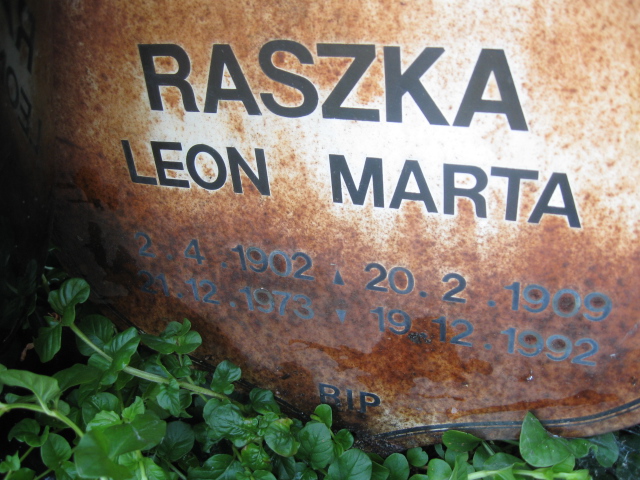 RASZKA
LEON MARTA
2.4.1902 20.2.1909
21.12.1973 19.12.1992
RIP